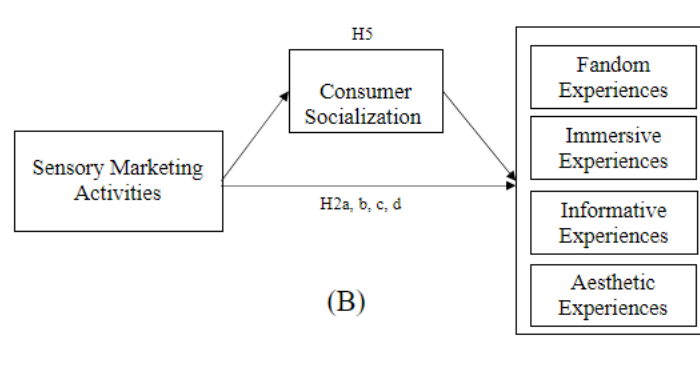 H5
Consumer
Socialization
Sensory Marketing
Activities
H2a, b, c, d
Fandom
Experiences
Immersive
Experiences
Informative
Experiences
Aesthetic
Experiences
(B)